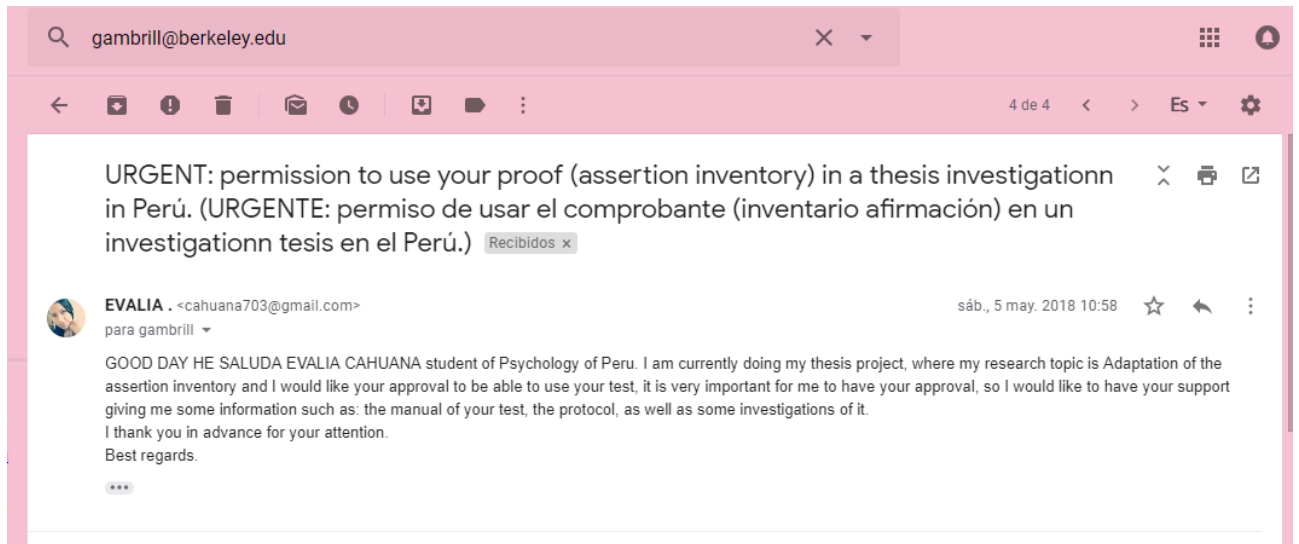 gambrill@berkeley.edu
4 de 4
Es
URGENT: permission to use your proof (assertion inventory) in a thesis investigationn
in Perú. (URGENTE: permiso de usar el comprobante (inventario afirmación) en un
investigationn tesis en el Perú.) Recibidos x
EVALIA . <cahuana703@gmail.com>
sáb., 5 may. 2018 10:58
para gambrill
GOOD DAY HE SALUDA EVALIA CAHUANA student of Psychology of Peru. I am currently doing my thesis project, where my research topic is Adaptation of the
assertion inventory and I would like your approval to be able to use your test, it is very important for me to have your approval, so I would like to have your support
giving me some information such as: the manual of your test, the protocol, as well as some investigations of it.
I thank you in advance for your attention.
Best regards.